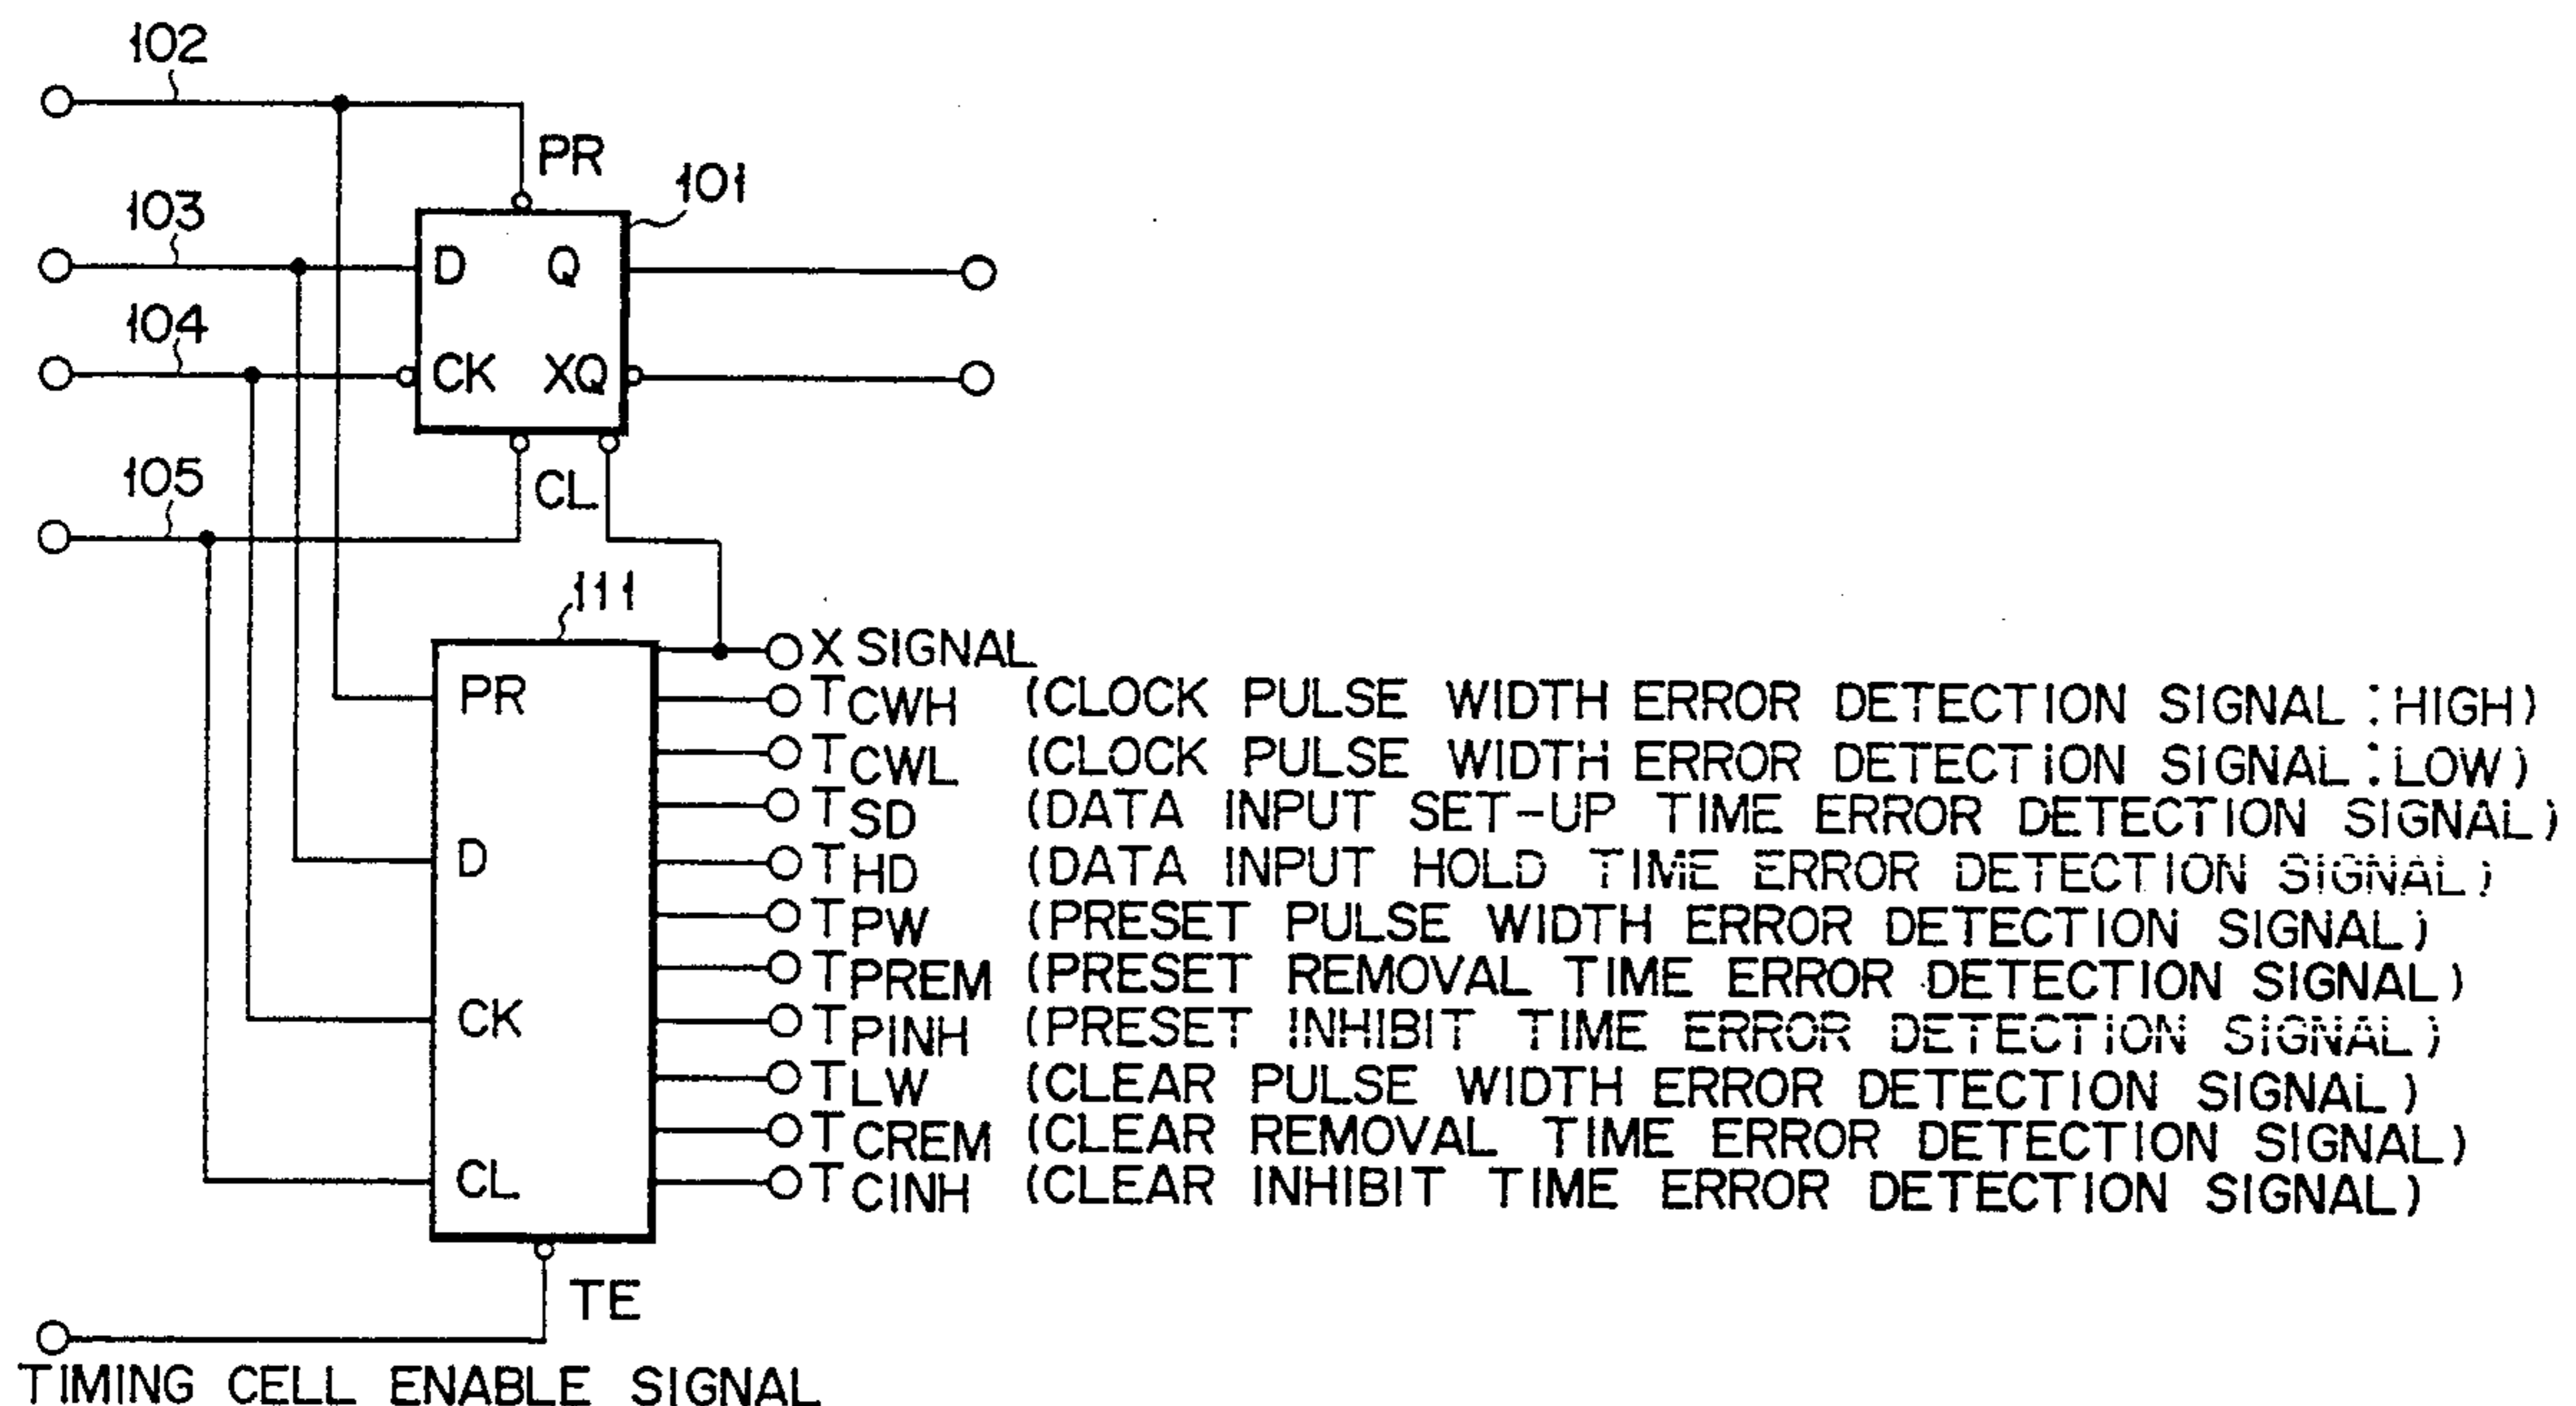 102
PR
101
103
D Q
104
CK XQ
105
CL
111
X SIGNAL
PR
TCWH (CLOCK PULSE WIDTH ERROR DETECTION SIGNAL : HIGH)
TCWL (CLOCK PULSE WIDTH ERROR DETECTION SIGNAL : LOW)
TSD (DATA INPUT SET-UP TIME ERROR DETECTION SIGNAL)
D
THD (DATA INPUT HOLD TIME ERROR DETECTION SIGNAL)
TPW (PRESET PULSE WIDTH ERROR DETECTION SIGNAL)
TPREM (PRESET REMOVAL TIME ERROR DETECTION SIGNAL)
CK
TPINH (PRESET INHIBIT TIME ERROR DETECTION SIGNAL)
TLW (CLEAR PULSE WIDTH ERROR DETECTION SIGNAL)
TCREM (CLEAR REMOVAL TIME ERROR DETECTION SIGNAL)
CL
TCINH (CLEAR INHIBIT TIME ERROR DETECTION SIGNAL)
TE
TIMING CELL ENABLE SIGNAL